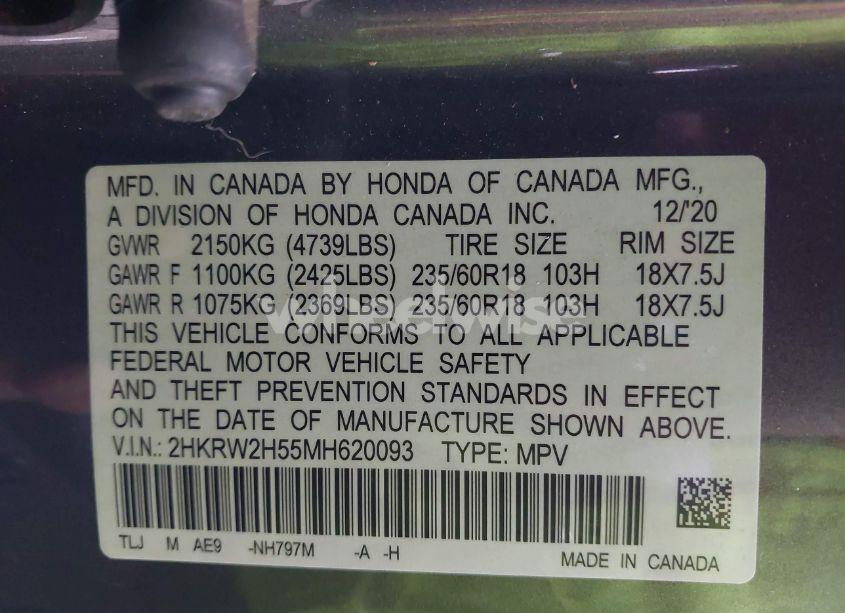 MFD. IN CANADA BY HONDA OF CANADA MFG.,
A DIVISION OF HONDA CANADA INC. 12/'20
GVWR 2150KG (4739LBS) TIRE SIZE RIM SIZE
GAWR F 1100KG (2425LBS) 235/60R18 103H 18X7.5J
GAWR R 1075KG (2369LBS) 235/60R18 103H 18X7.5J
wheelwise
THIS VEHICLE CONFORMS TO ALL APPLICABLE
FEDERAL MOTOR VEHICLE SAFETY
AND THEFT PREVENTION STANDARDS IN EFFECT
ON THE DATE OF MANUFACTURE SHOWN ABOVE.
V.I.N.: 2HKRW2H55MH620093 TYPE: MPV
TLJ M AE9 -NH797M -A -H
MADE IN CANADA